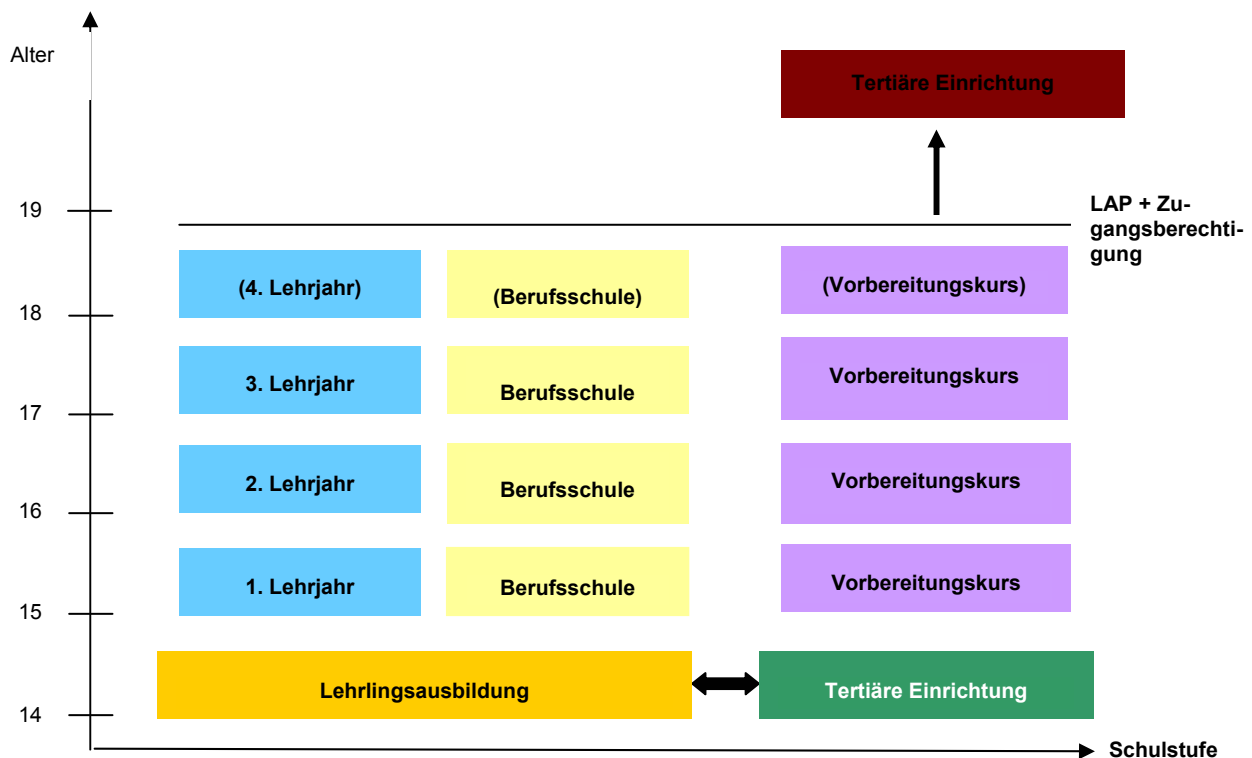 Alter
Tertiäre Einrichtung
19
LAP + Zu-
gangsberechti-
gung
(4. Lehrjahr)
(Berufsschule)
(Vorbereitungskurs)
18
3. Lehrjahr
Berufsschule
Vorbereitungskurs
17
2. Lehrjahr
Berufsschule
Vorbereitungskurs
16
1. Lehrjahr
Berufsschule
Vorbereitungskurs
15
Lehrlingsausbildung
Tertiäre Einrichtung
14
Schulstufe